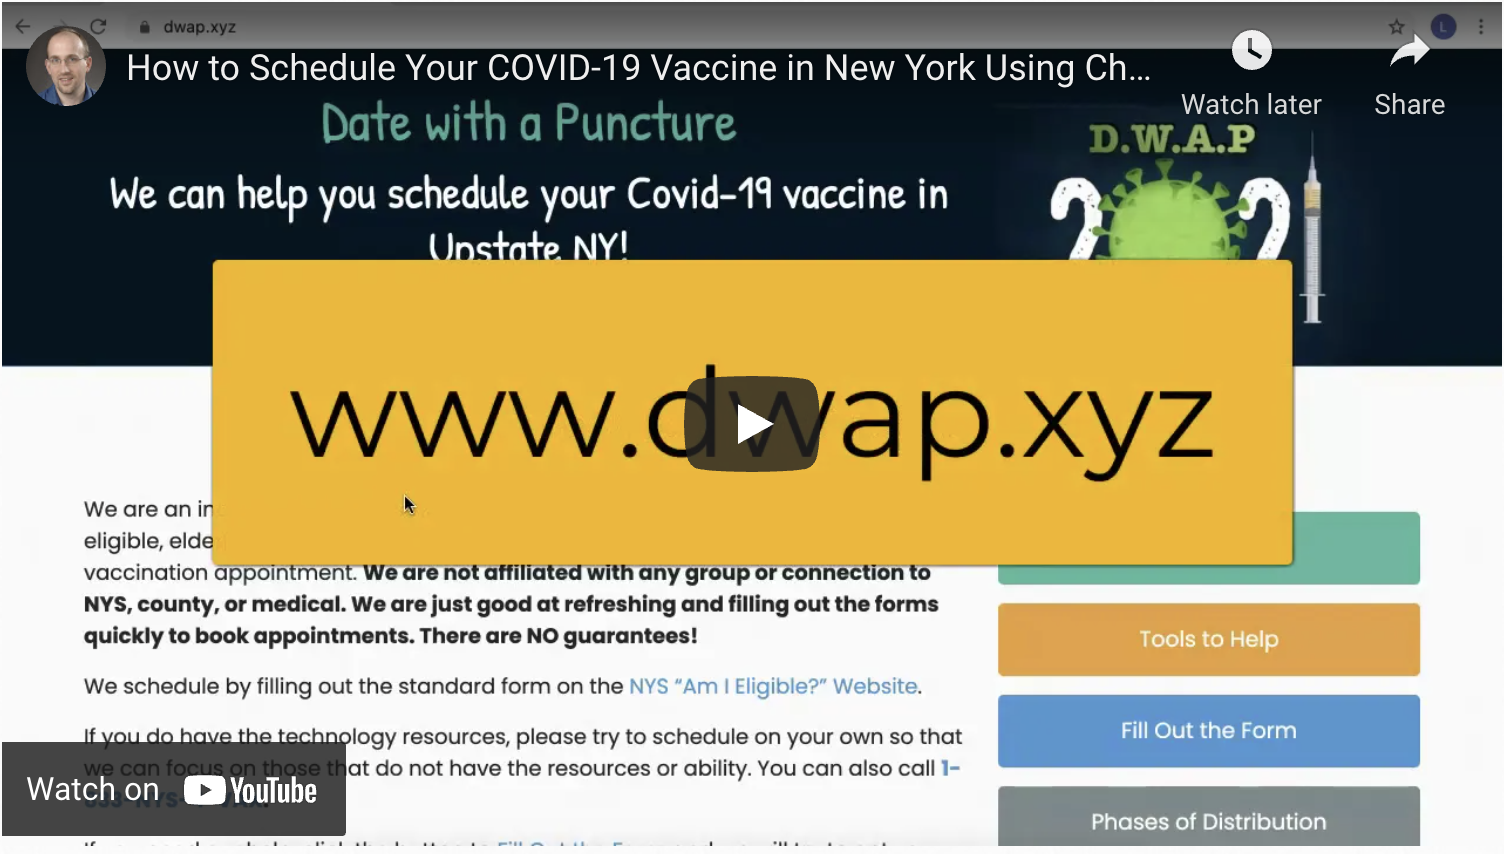 dwap.xyz
L
How to Schedule Your COVID-19 Vaccine in New York Using Ch...
Watch later
Share
Date with a Puncture
D.W.A.P
We can help you schedule your Covid-19 vaccine in
Upstate NY!
2 2
www.dwap.xyz
We are an in
eligible, elde
vaccination appointment. We are not affiliated with any group or connection to
NYS, county, or medical. We are just good at refreshing and filling out the forms
quickly to book appointments. There are NO guarantees!
We schedule by filling out the standard form on the NYS “Am I Eligible?” Website.
If you do have the technology resources, please try to schedule on your own so that
we can focus on those that do not have the resources or ability. You can also call 1-
Tools to Help
Fill Out the Form
Phases of Distribution
Watch on YouTube